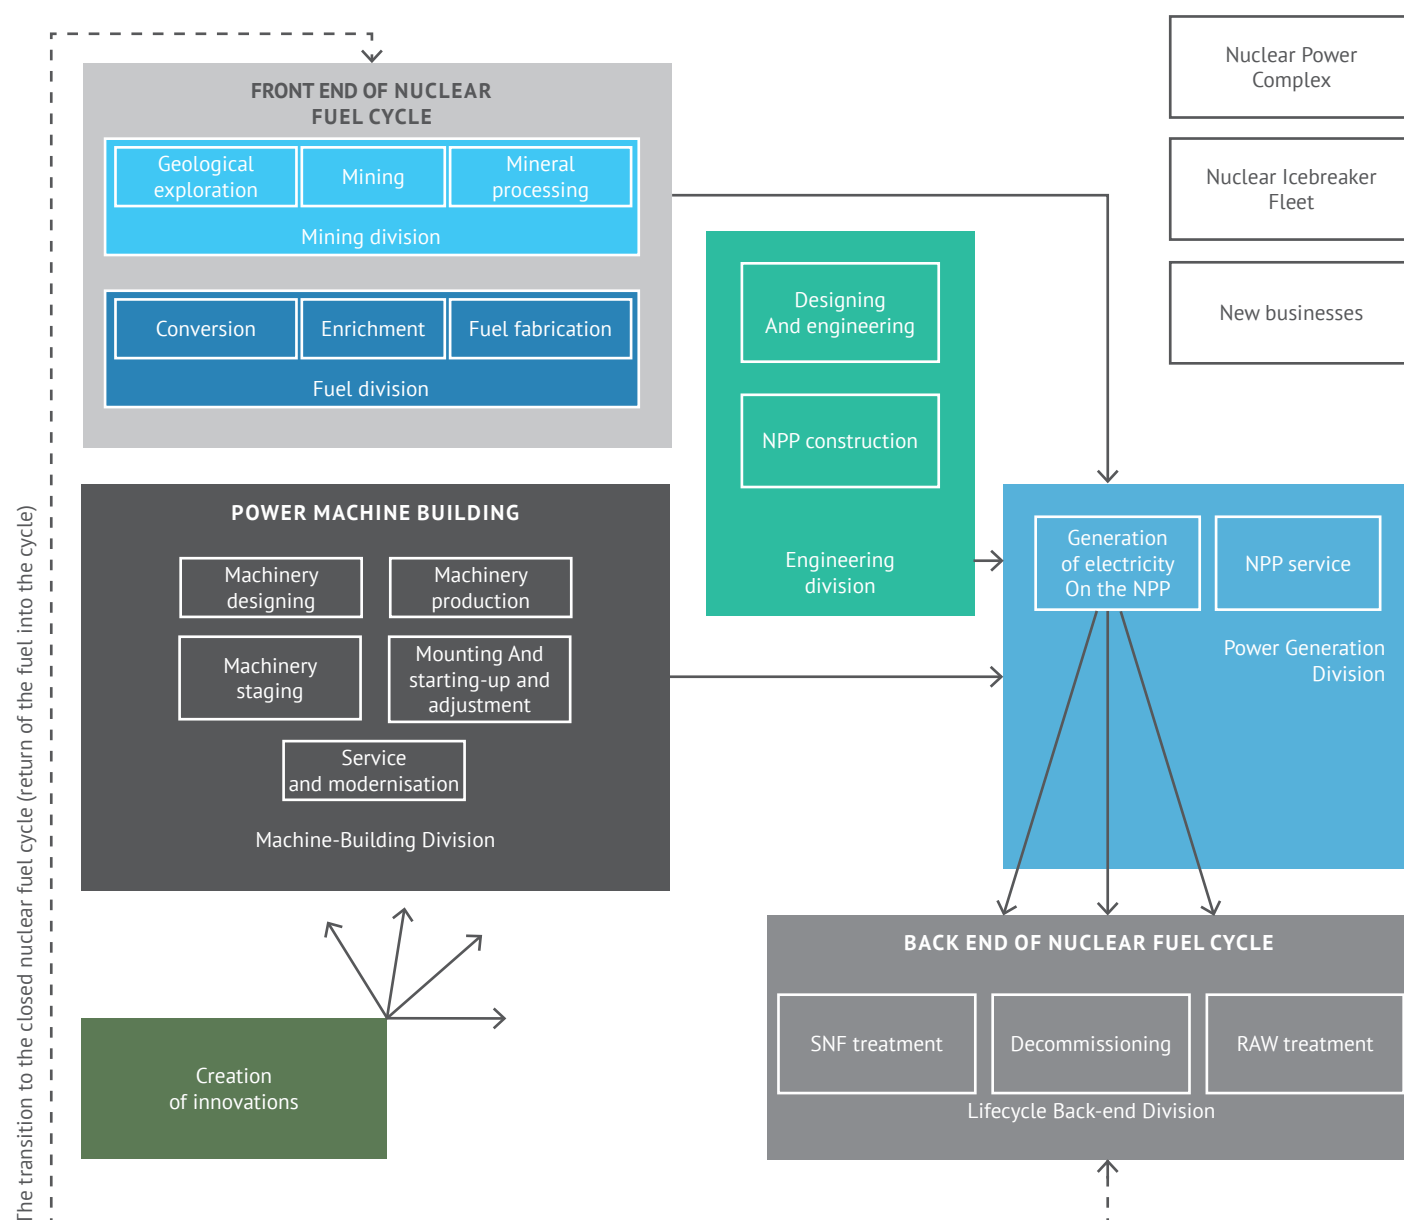 Nuclear Power
Complex
Nuclear Icebreaker
Fleet
New businesses
FRONT END OF NUCLEAR
FUEL CYCLE
Geological
exploration
Mining
Mineral
processing
Mining division
Conversion
Enrichment
Fuel fabrication
Fuel division
Designing
And engineering
NPP construction
Engineering
division
POWER MACHINE BUILDING
Machinery
designing
Machinery
production
Machinery
staging
Mounting And
starting-up and
adjustment
Service
and modernisation
Machine-Building Division
Generation
of electricity
On the NPP
NPP service
Power Generation
Division
BACK END OF NUCLEAR FUEL CYCLE
SNF treatment
Decommissioning
RAW treatment
Lifecycle Back-end Division
Creation
of innovations
The transition to the closed nuclear fuel cycle (return of the fuel into the cycle)